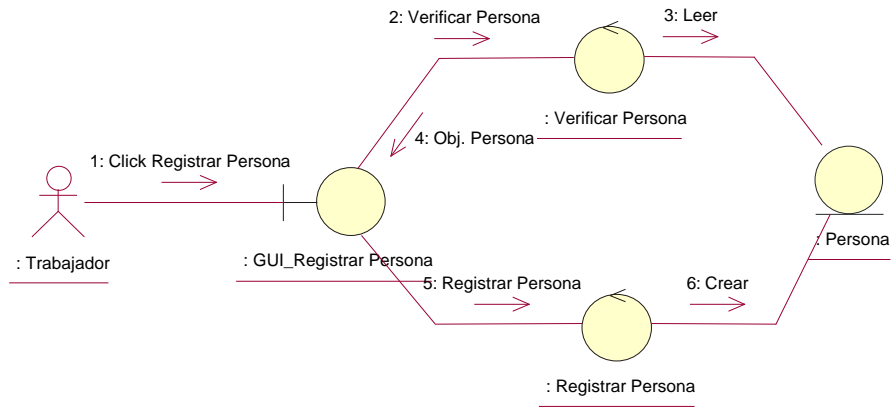 2: Verificar Persona
3: Leer
: Verificar Persona
4: Obj. Persona
1: Click Registrar Persona
: Trabajador
: GUI_Registrar Persona
: Persona
5: Registrar Persona
6: Crear
: Registrar Persona